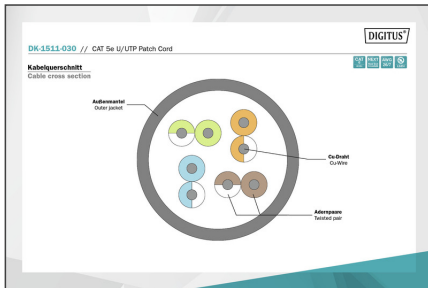 DIGITUS®
DK-1511-030 // CAT 5e U/UTP Patch Cord
Kabelquerschnitt
Cable cross section
Außenmantel
Outer jacket
Cu-Draht
Cu-Wire
Adernpaare
Twisted pair